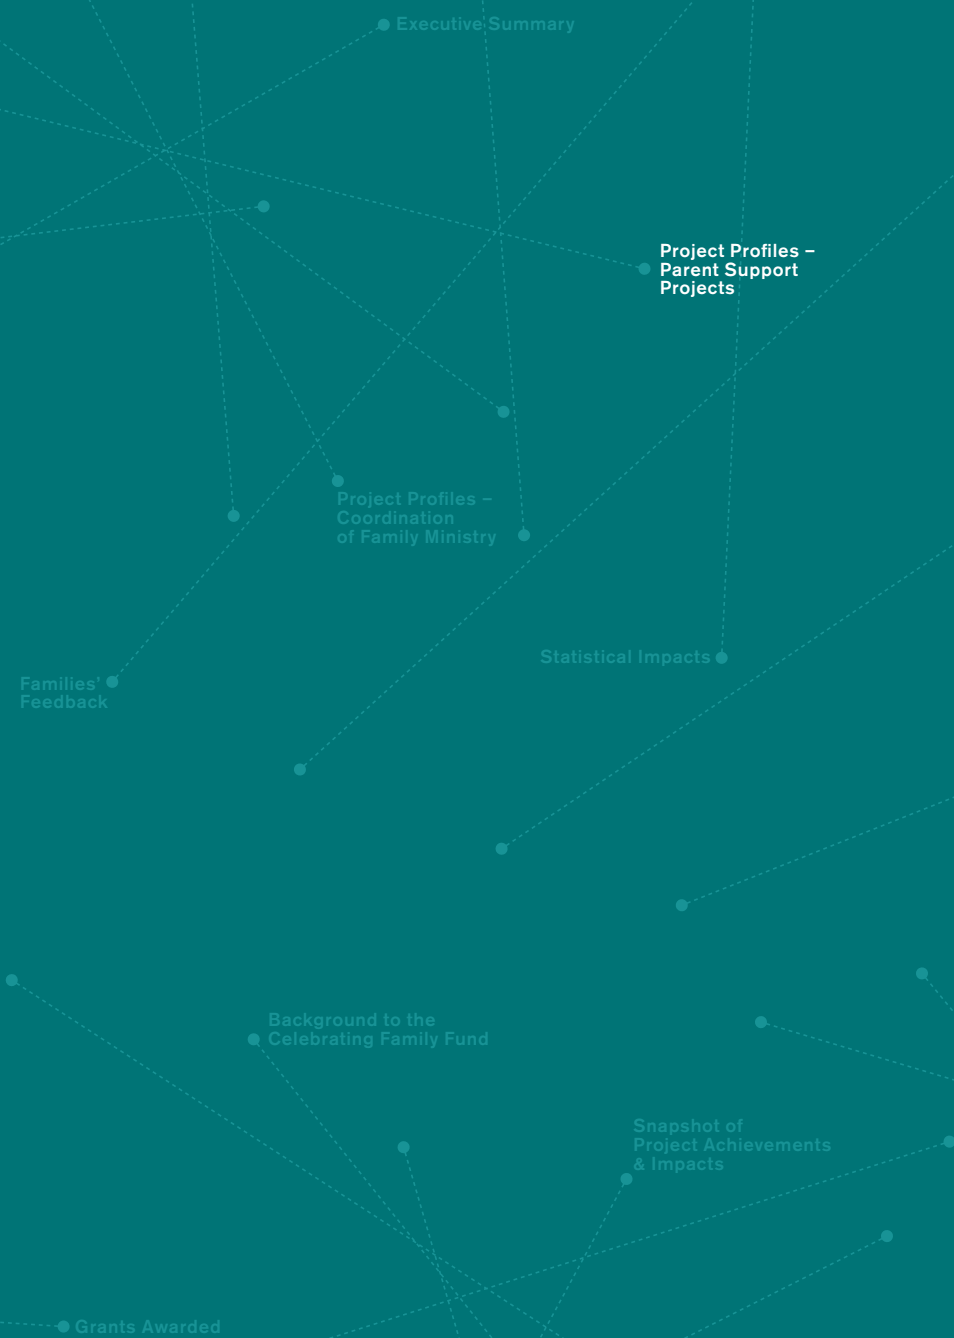 Executive Summary
Project Profiles –
Parent Support
Projects
Project Profiles –
Coordination
of Family Ministry
Statistical Impacts
Families'
Feedback
Background to the
Celebrating Family Fund
Snapshot of
Project Achievements
& Impacts
Grants Awarded